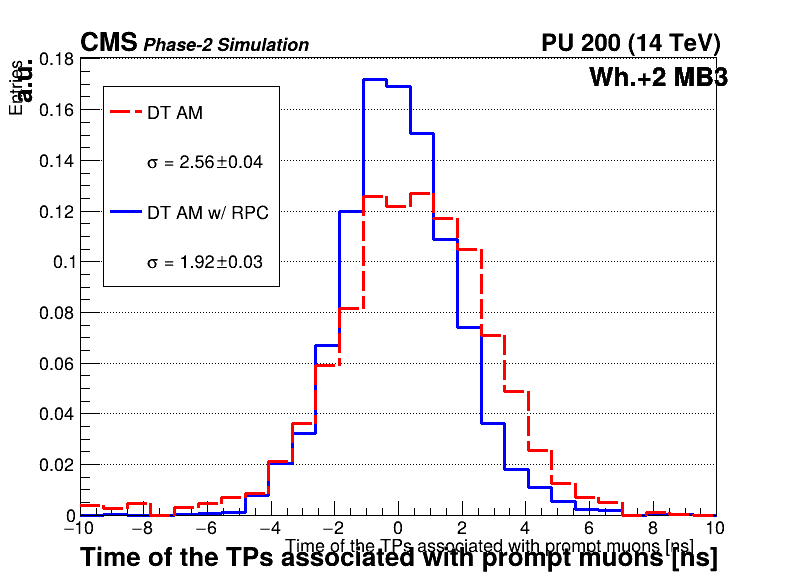 CMS Phase-2 Simulation PU 200 (14 TeV)
Wh.+2 MB3
Entries
a.u.
0.18
0.16
0.14
0.12
0.1
0.08
0.06
0.04
0.02
0
DT AM
σ = 2.56±0.04
DT AM w/ RPC
σ = 1.92±0.03
−10 −8 −6 −4 −2 0 2 4 6 8 10
Time of the TPs associated with prompt muons [ns]
Time of the TPs associated with prompt muons [ns]